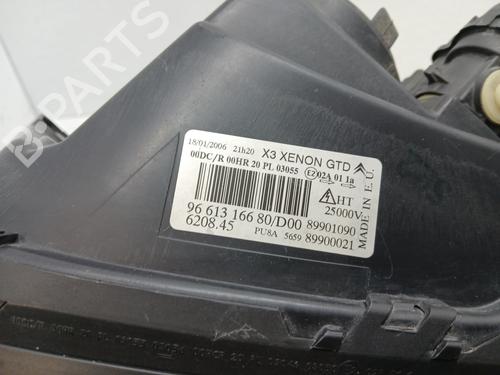 18/01/2006 21h20 X3 XENON GTD
00DC/R 00HR 20 PL 03055 E2 02A 01 1a
HT
25000V
MADE IN E.U.
96 613 166 80/D00 89901090
6208.45 PU8A 5659 89900021
B-PARTS